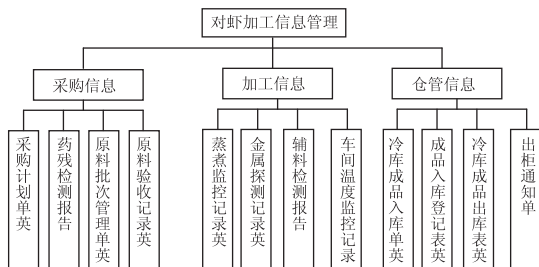 对虾加工信息管理
采购信息
加工信息
仓管信息
采购计划单英
药残检测报告
原料批次管理单英
原料验收记录英
蒸煮监控记录英
金属探测记录英
辅料检测报告
车间温度监控记录
冷库成品入库单英
成品入库登记表英
冷库成品出库表英
出柜通知单